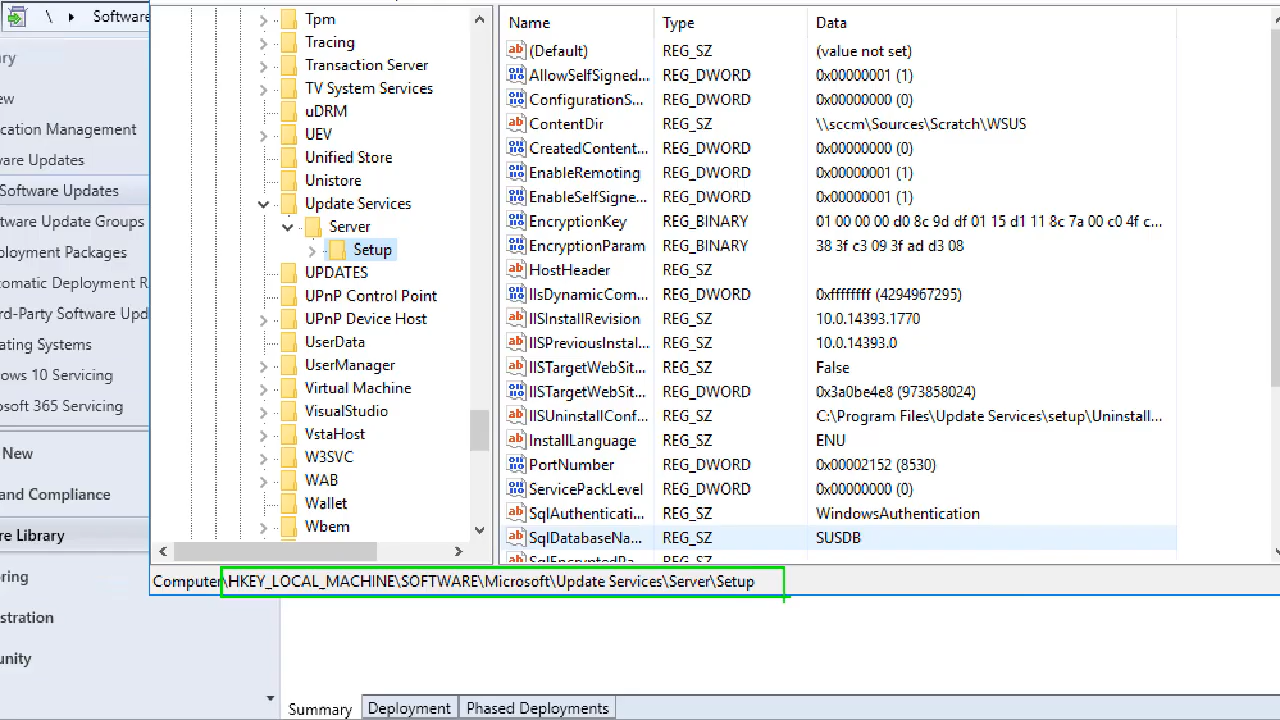 \ Software
Tpm
Tracing
Transaction Server
TV System Services
uDRM
UEV
Unified Store
Unistore
Update Services
Server
Setup
UPDATES
UPnP Control Point
UPnP Device Host
UserData
UserManager
Virtual Machine
VisualStudio
VstaHost
W3SVC
WAB
Wallet
Wbem
Name Type Data
(Default) REG_SZ (value not set)
AllowSelfSigned... REG_DWORD 0x00000001 (1)
ConfigurationS... REG_DWORD 0x00000000 (0)
ContentDir REG_SZ \\sccm\Sources\Scratch\WSUS
CreatedContent... REG_DWORD 0x00000000 (0)
EnableRemoting REG_DWORD 0x00000001 (1)
EnableSelfSigne... REG_DWORD 0x00000001 (1)
EncryptionKey REG_BINARY 01 00 00 00 d0 8c 9d df 01 15 d1 11 8c 7a 00 c0 4f c...
EncryptionParam REG_BINARY 38 3f c3 09 3f ad d3 08
HostHeader REG_SZ
IIsDynamicCom... REG_DWORD 0xffffffff (4294967295)
IISInstallRevision REG_SZ 10.0.14393.1770
IISPreviousInstal... REG_SZ 10.0.14393.0
IISTargetWebSit... REG_SZ False
IISTargetWebSit... REG_DWORD 0x3a0be4e8 (973858024)
IISUninstallConf... REG_SZ C:\Program Files\Update Services\setup\Uninstall...
InstallLanguage REG_SZ ENU
PortNumber REG_DWORD 0x00002152 (8530)
ServicePackLevel REG_DWORD 0x00000000 (0)
SqlAuthenticati... REG_SZ WindowsAuthentication
SqlDatabaseNa... REG_SZ SUSDB
SqlEncryptedPa... REG_SZ
Computer\HKEY_LOCAL_MACHINE\SOFTWARE\Microsoft\Update Services\Server\Setup
ry
ew
cation Management
vare Updates
Software Updates
tware Update Groups
ployment Packages
tomatic Deployment R
ird-Party Software Upd
ating Systems
ows 10 Servicing
osoft 365 Servicing
New
and Compliance
re Library
ring
stration
unity
Summary Deployment Phased Deployments